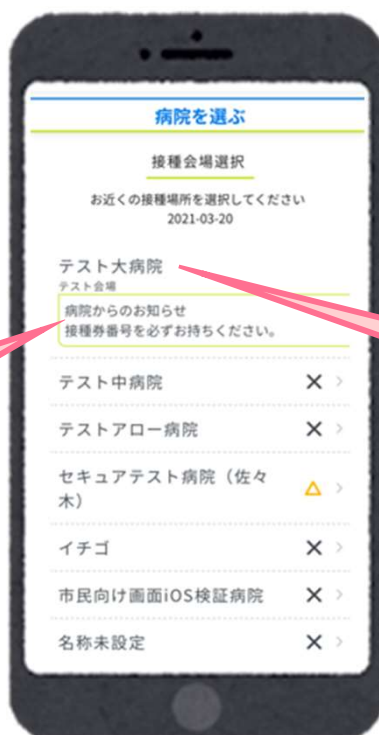 病院を選ぶ
接種会場選択
お近くの接種場所を選択してください
2021-03-20
テスト大病院
テスト会場
病院からのお知らせ
接種券番号を必ずお持ちください。
テスト中病院
テストアロー病院
セキュアテスト病院（佐々
木）
イチゴ
市民向け画面iOS検証病院
名称未設定